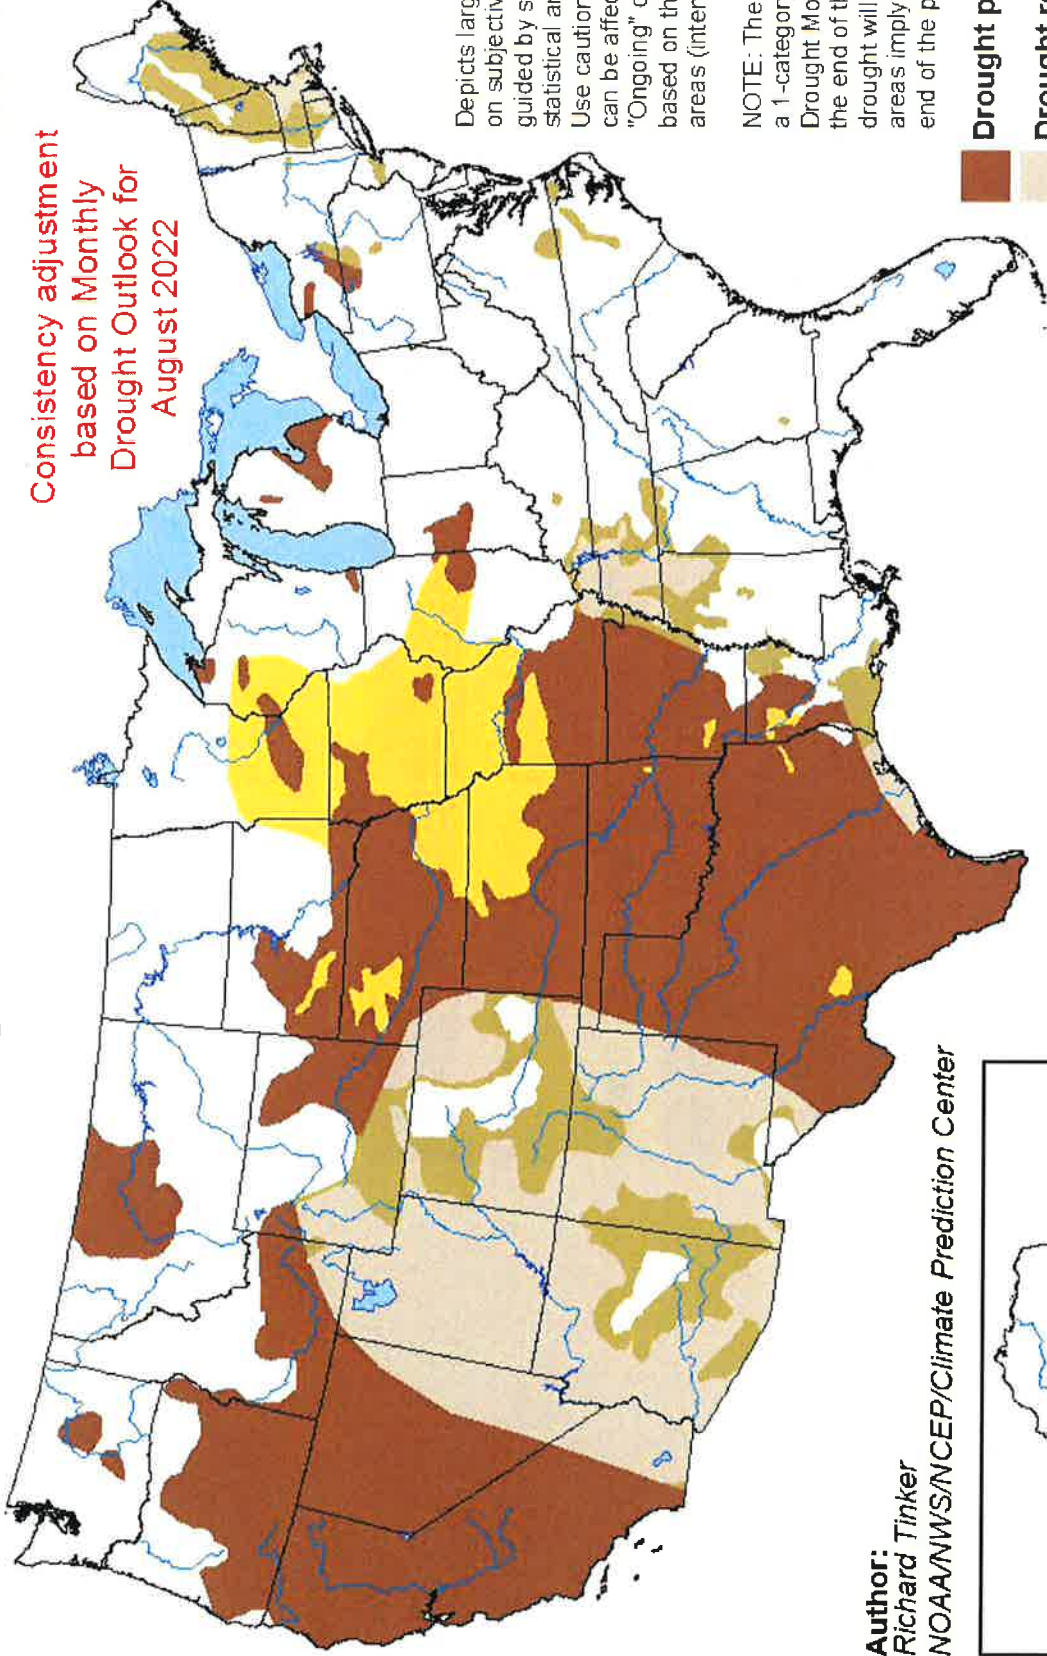 Consistency adjustment
based on Monthly
Drought Outlook for
August 2022
Depicts larg
on subjectiv
guided by s
statistical ar
Use caution
can be affec
"Ongoing" c
based on th
areas (inter
NOTE: The
a 1-categor
Drought Mo
the end of th
drought will
areas imply
end of the p
Drought p
Author:
Richard Tinker
NOAA/NWS/NCEP/Climate Prediction Center